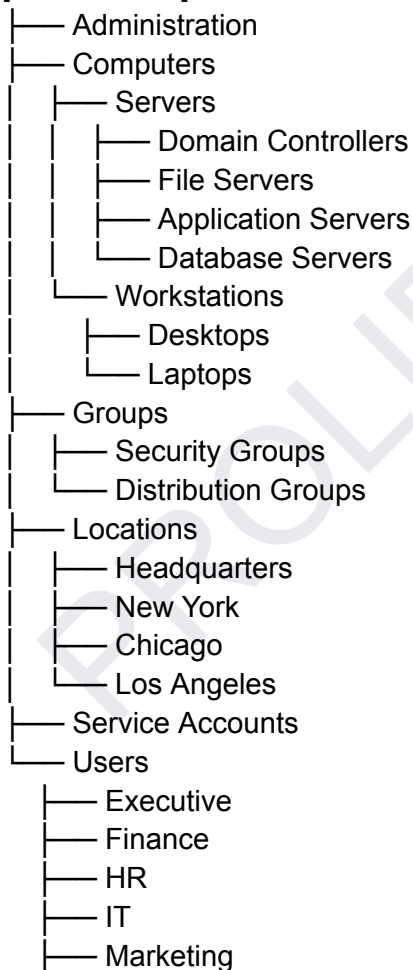 ├── Administration
├── Computers
│   ├── Servers
│   │   ├── Domain Controllers
│   │   ├── File Servers
│   │   ├── Application Servers
│   │   └── Database Servers
│   └── Workstations
│       ├── Desktops
│       └── Laptops
├── Groups
│   ├── Security Groups
│   └── Distribution Groups
├── Locations
│   ├── Headquarters
│   ├── New York
│   ├── Chicago
│   └── Los Angeles
├── Service Accounts
└── Users
    ├── Executive
    ├── Finance
    ├── HR
    ├── IT
    ├── Marketing